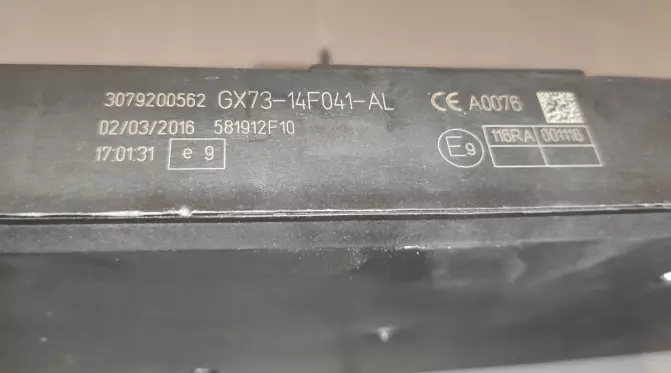 3079200562 GX73-14F041-AL CE A0076
02/03/2016 581912F10
17:01:31 e 9
E9 116RA 001118